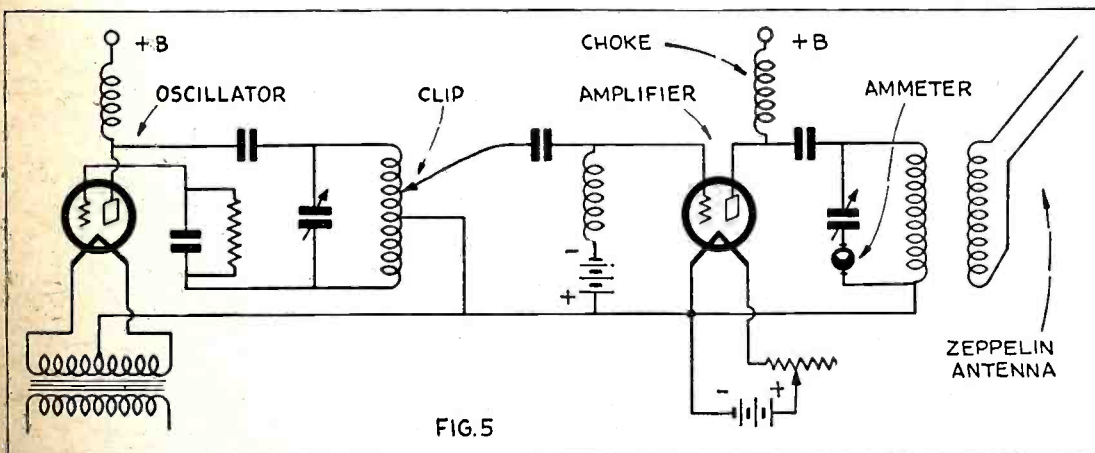 +B
CHOKE
+B
OSCILLATOR
CLIP
AMPLIFIER
AMMETER
-
+
-
+
ZEPPELIN
ANTENNA
FIG.5